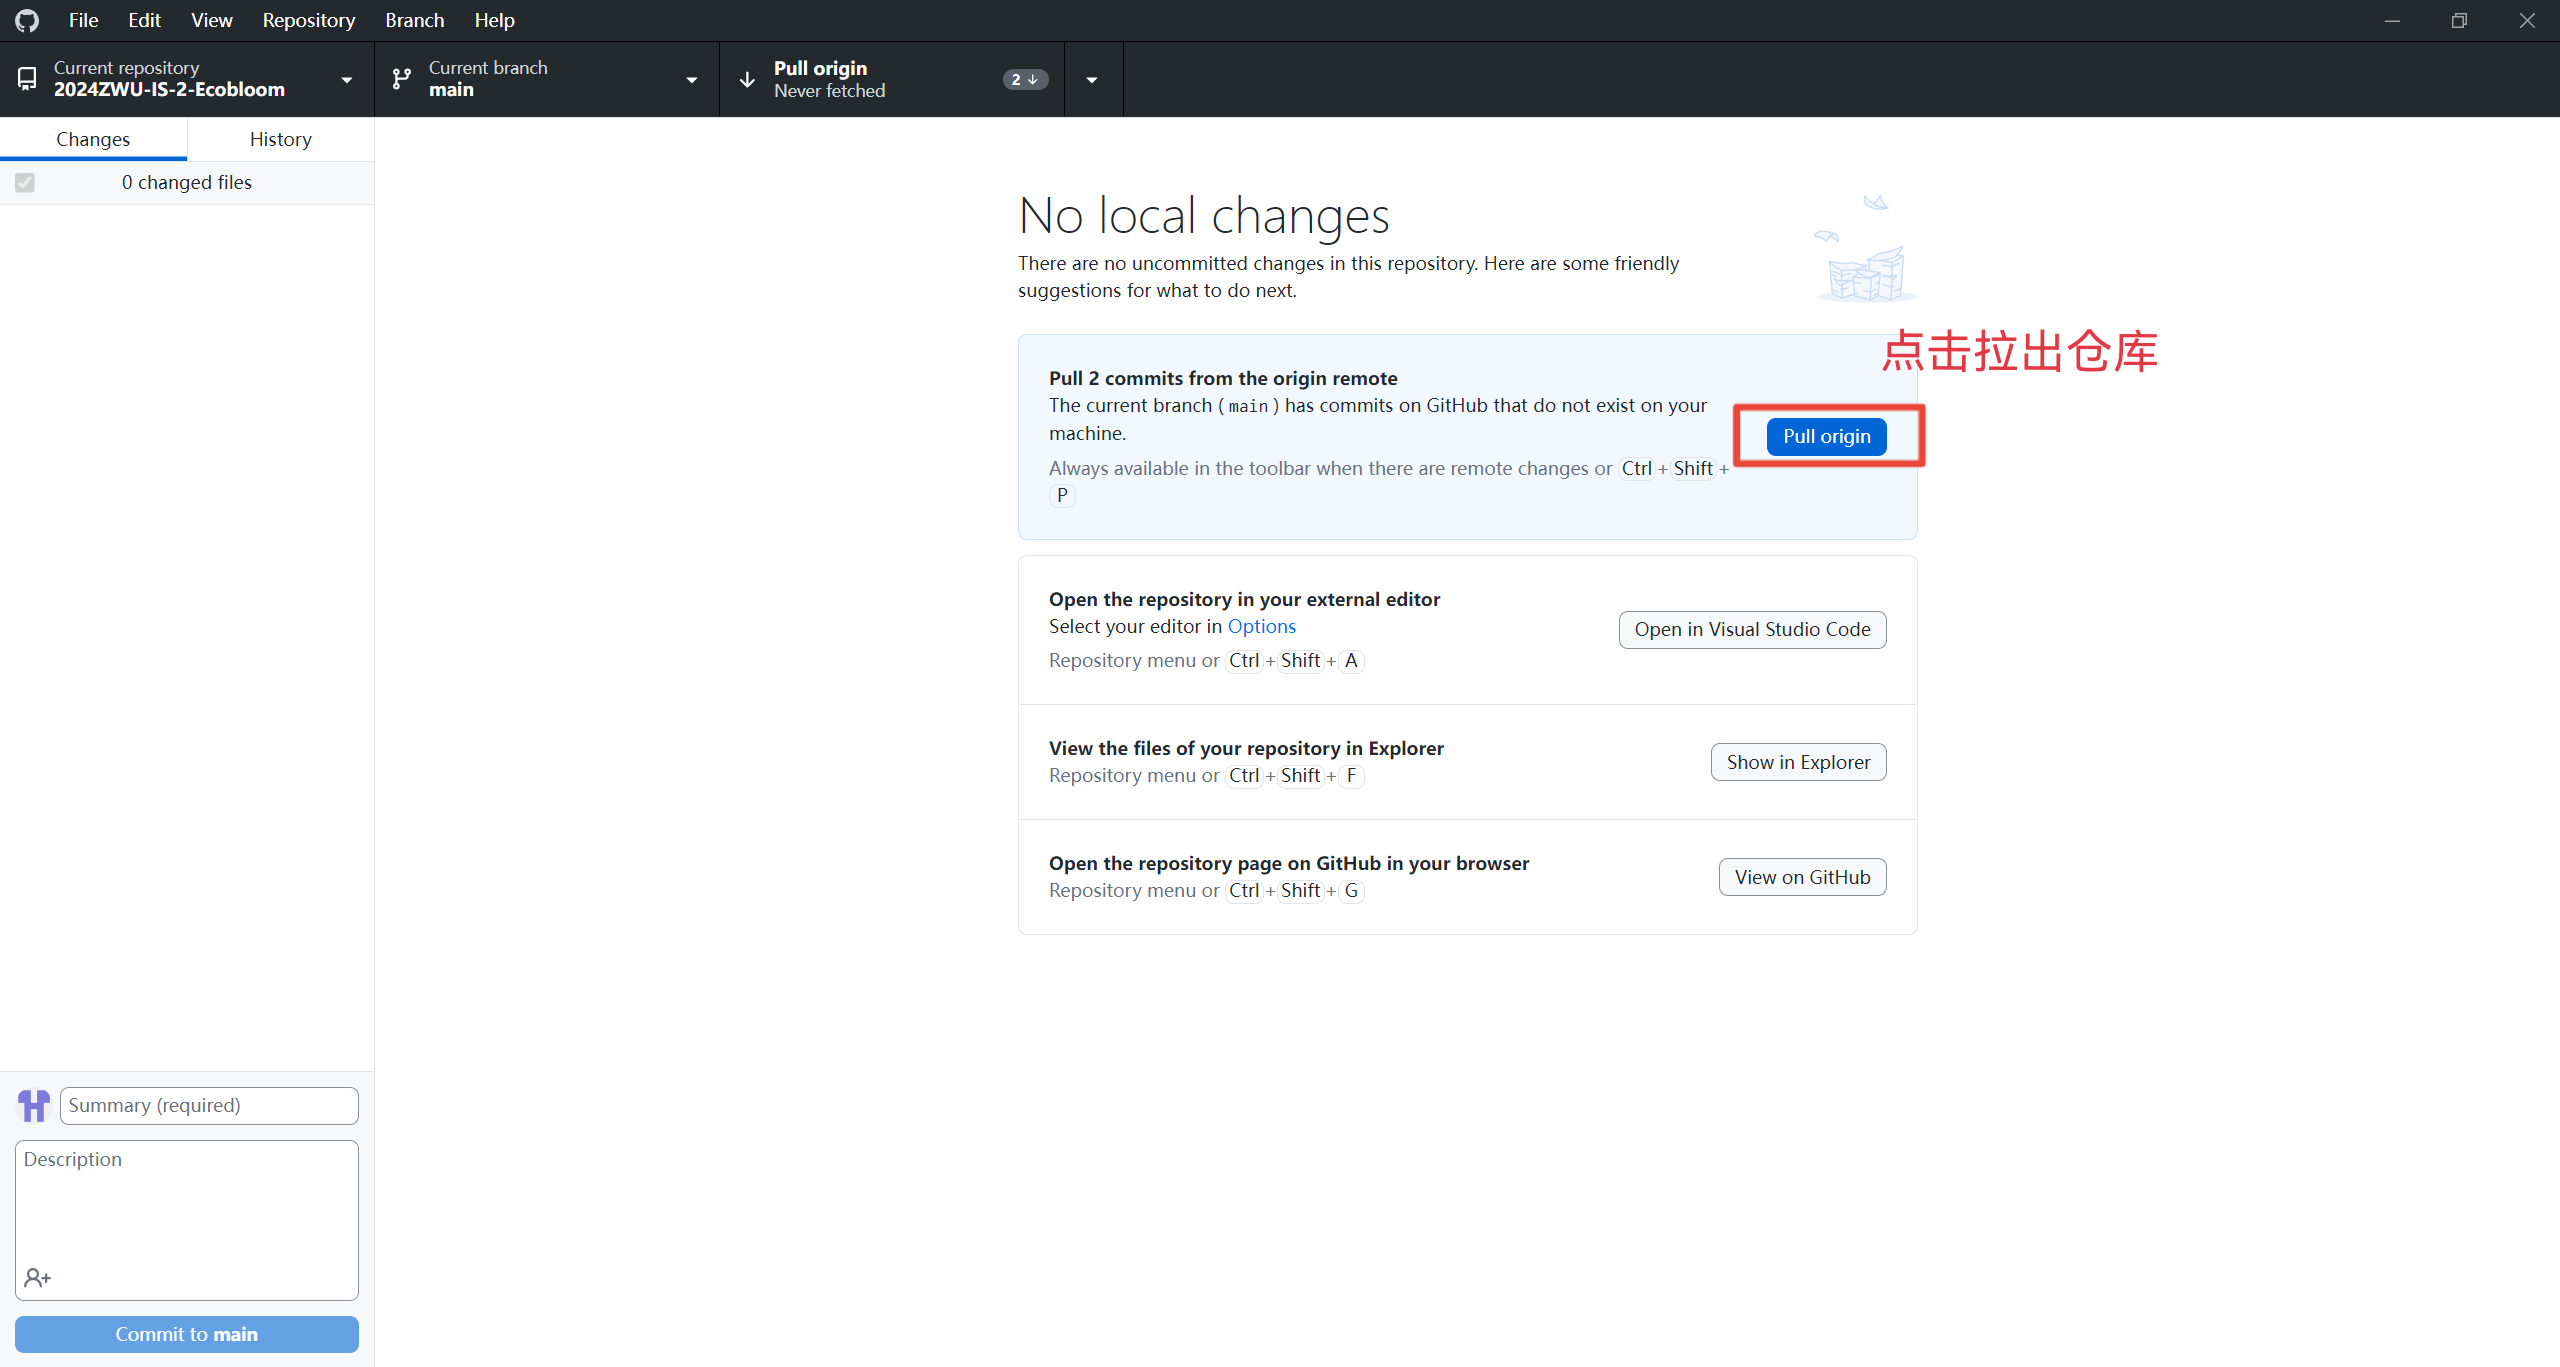 File Edit View Repository Branch Help
Current repository
2024ZWU-IS-2-Ecobloom
Current branch
main
Pull origin
Never fetched
2
Changes
History
0 changed files
No local changes
There are no uncommitted changes in this repository. Here are some friendly
suggestions for what to do next.
点击拉出仓库
Pull 2 commits from the origin remote
The current branch ( main ) has commits on GitHub that do not exist on your
machine.
Always available in the toolbar when there are remote changes or Ctrl + Shift +
P
Pull origin
Open the repository in your external editor
Select your editor in Options
Repository menu or Ctrl + Shift + A
Open in Visual Studio Code
View the files of your repository in Explorer
Repository menu or Ctrl + Shift + F
Show in Explorer
Open the repository page on GitHub in your browser
Repository menu or Ctrl + Shift + G
View on GitHub
Summary (required)
Description
Commit to main